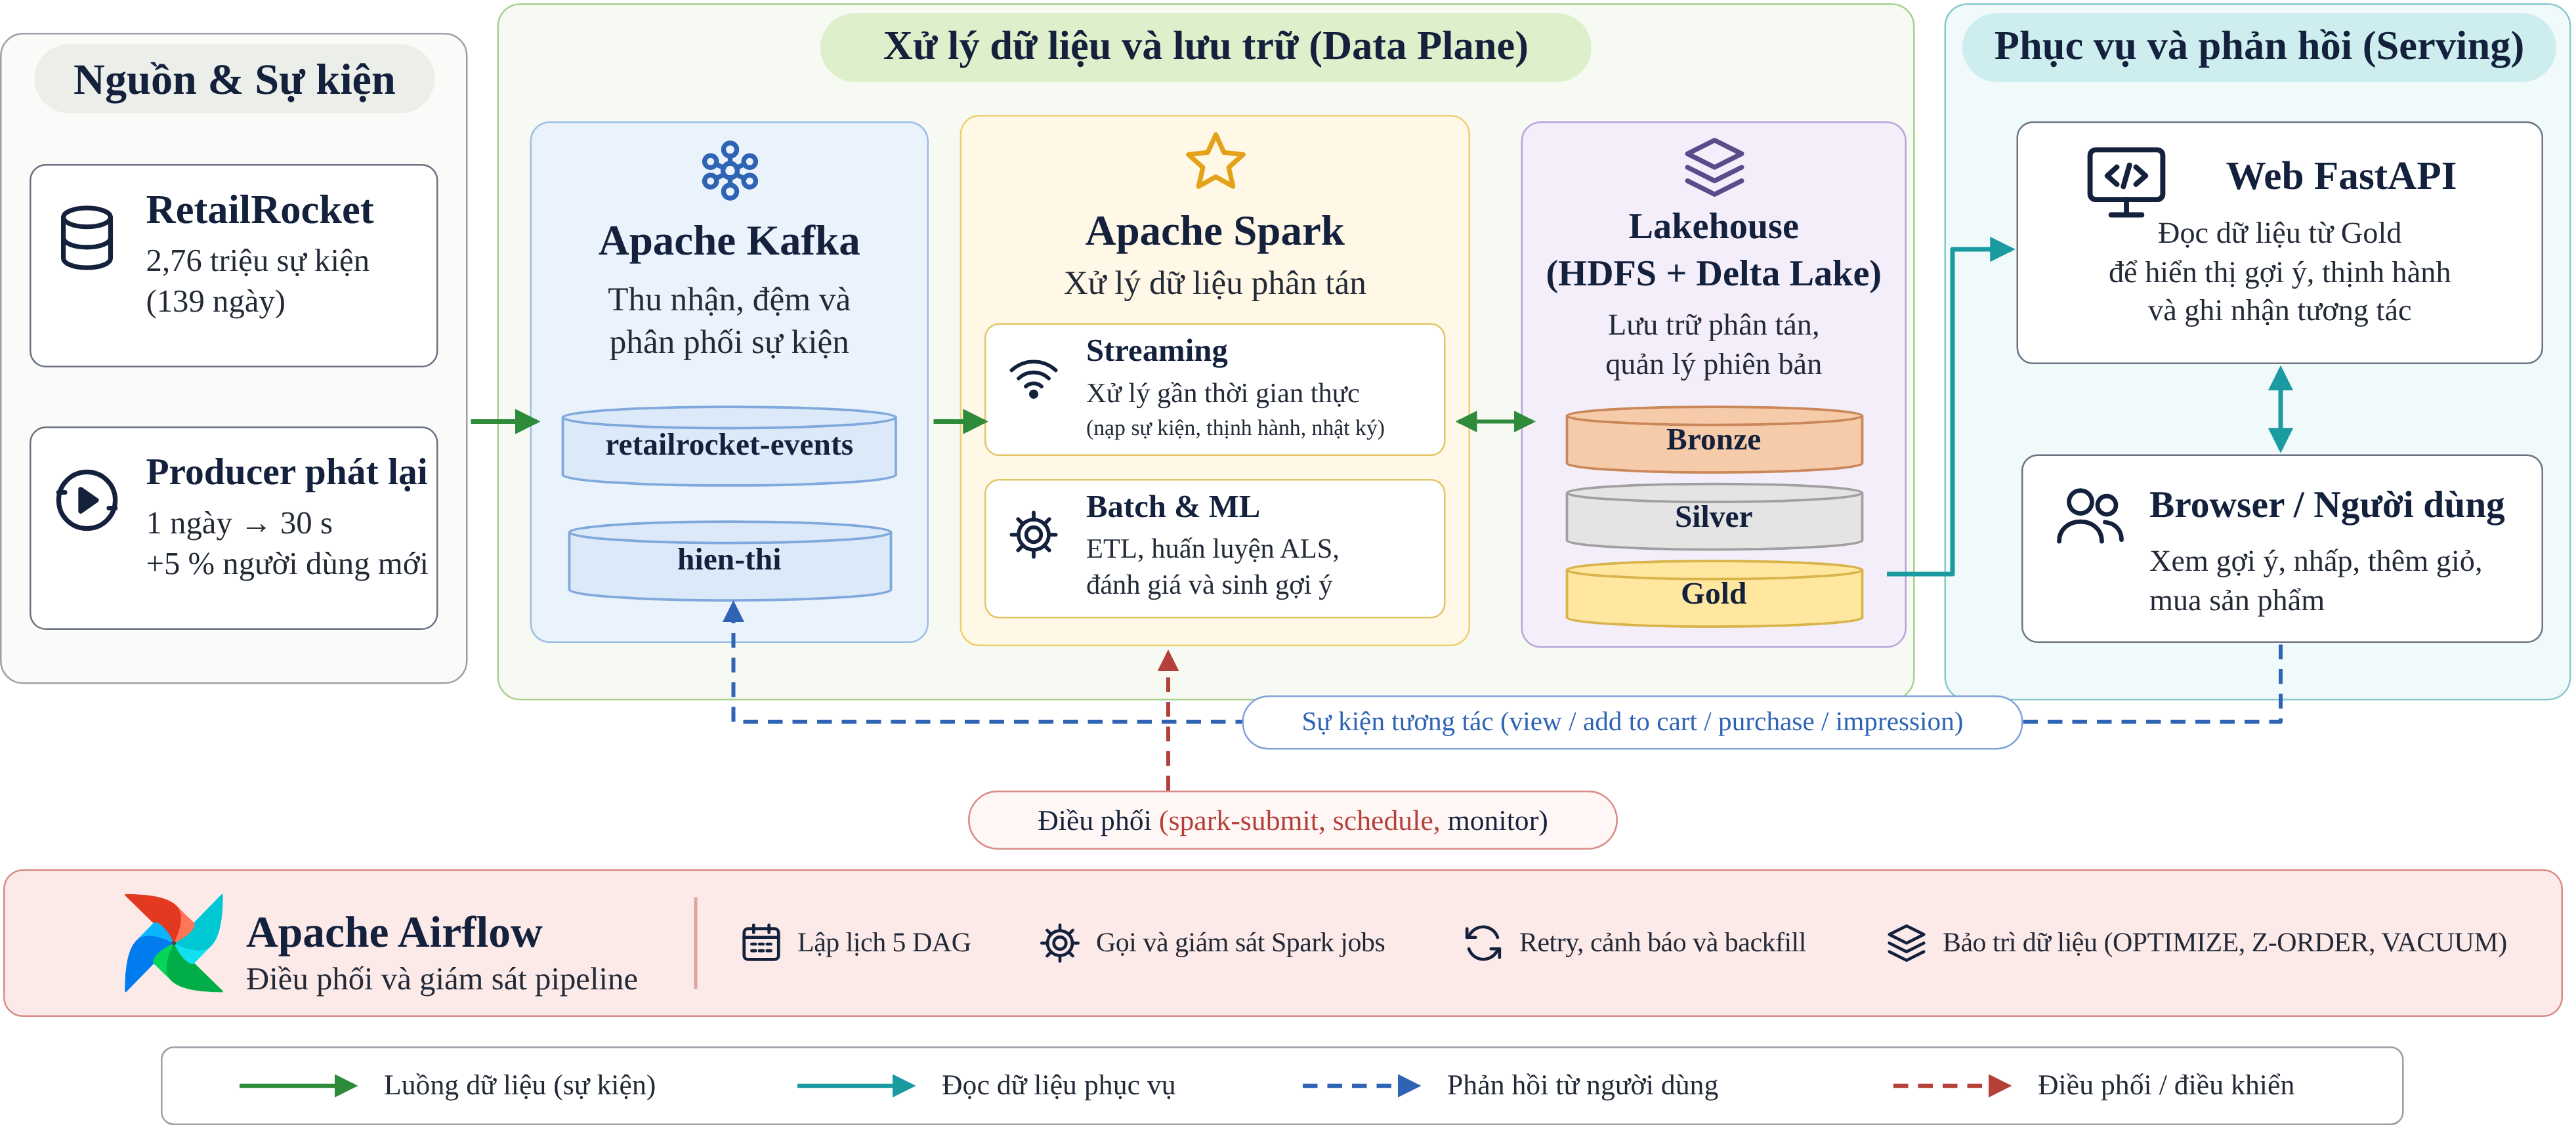 Nguồn & Sự kiện
RetailRocket
2,76 triệu sự kiện
(139 ngày)
Producer phát lại
1 ngày → 30 s
+5 % người dùng mới
Xử lý dữ liệu và lưu trữ (Data Plane)
Apache Kafka
Thu nhận, đệm và
phân phối sự kiện
retailrocket-events
hien-thi
Apache Spark
Xử lý dữ liệu phân tán
Streaming
Xử lý gần thời gian thực
(nạp sự kiện, thịnh hành, nhật ký)
Batch & ML
ETL, huấn luyện ALS,
đánh giá và sinh gợi ý
Lakehouse
(HDFS + Delta Lake)
Lưu trữ phân tán,
quản lý phiên bản
Bronze
Silver
Gold
Phục vụ và phản hồi (Serving)
Web FastAPI
Đọc dữ liệu từ Gold
để hiển thị gợi ý, thịnh hành
và ghi nhận tương tác
Browser / Người dùng
Xem gợi ý, nhấp, thêm giỏ,
mua sản phẩm
Sự kiện tương tác (view / add to cart / purchase / impression)
Điều phối (spark-submit, schedule, monitor)
Apache Airflow
Điều phối và giám sát pipeline
Lập lịch 5 DAG
Gọi và giám sát Spark jobs
Retry, cảnh báo và backfill
Bảo trì dữ liệu (OPTIMIZE, Z-ORDER, VACUUM)
Luồng dữ liệu (sự kiện)
Đọc dữ liệu phục vụ
Phản hồi từ người dùng
Điều phối / điều khiển